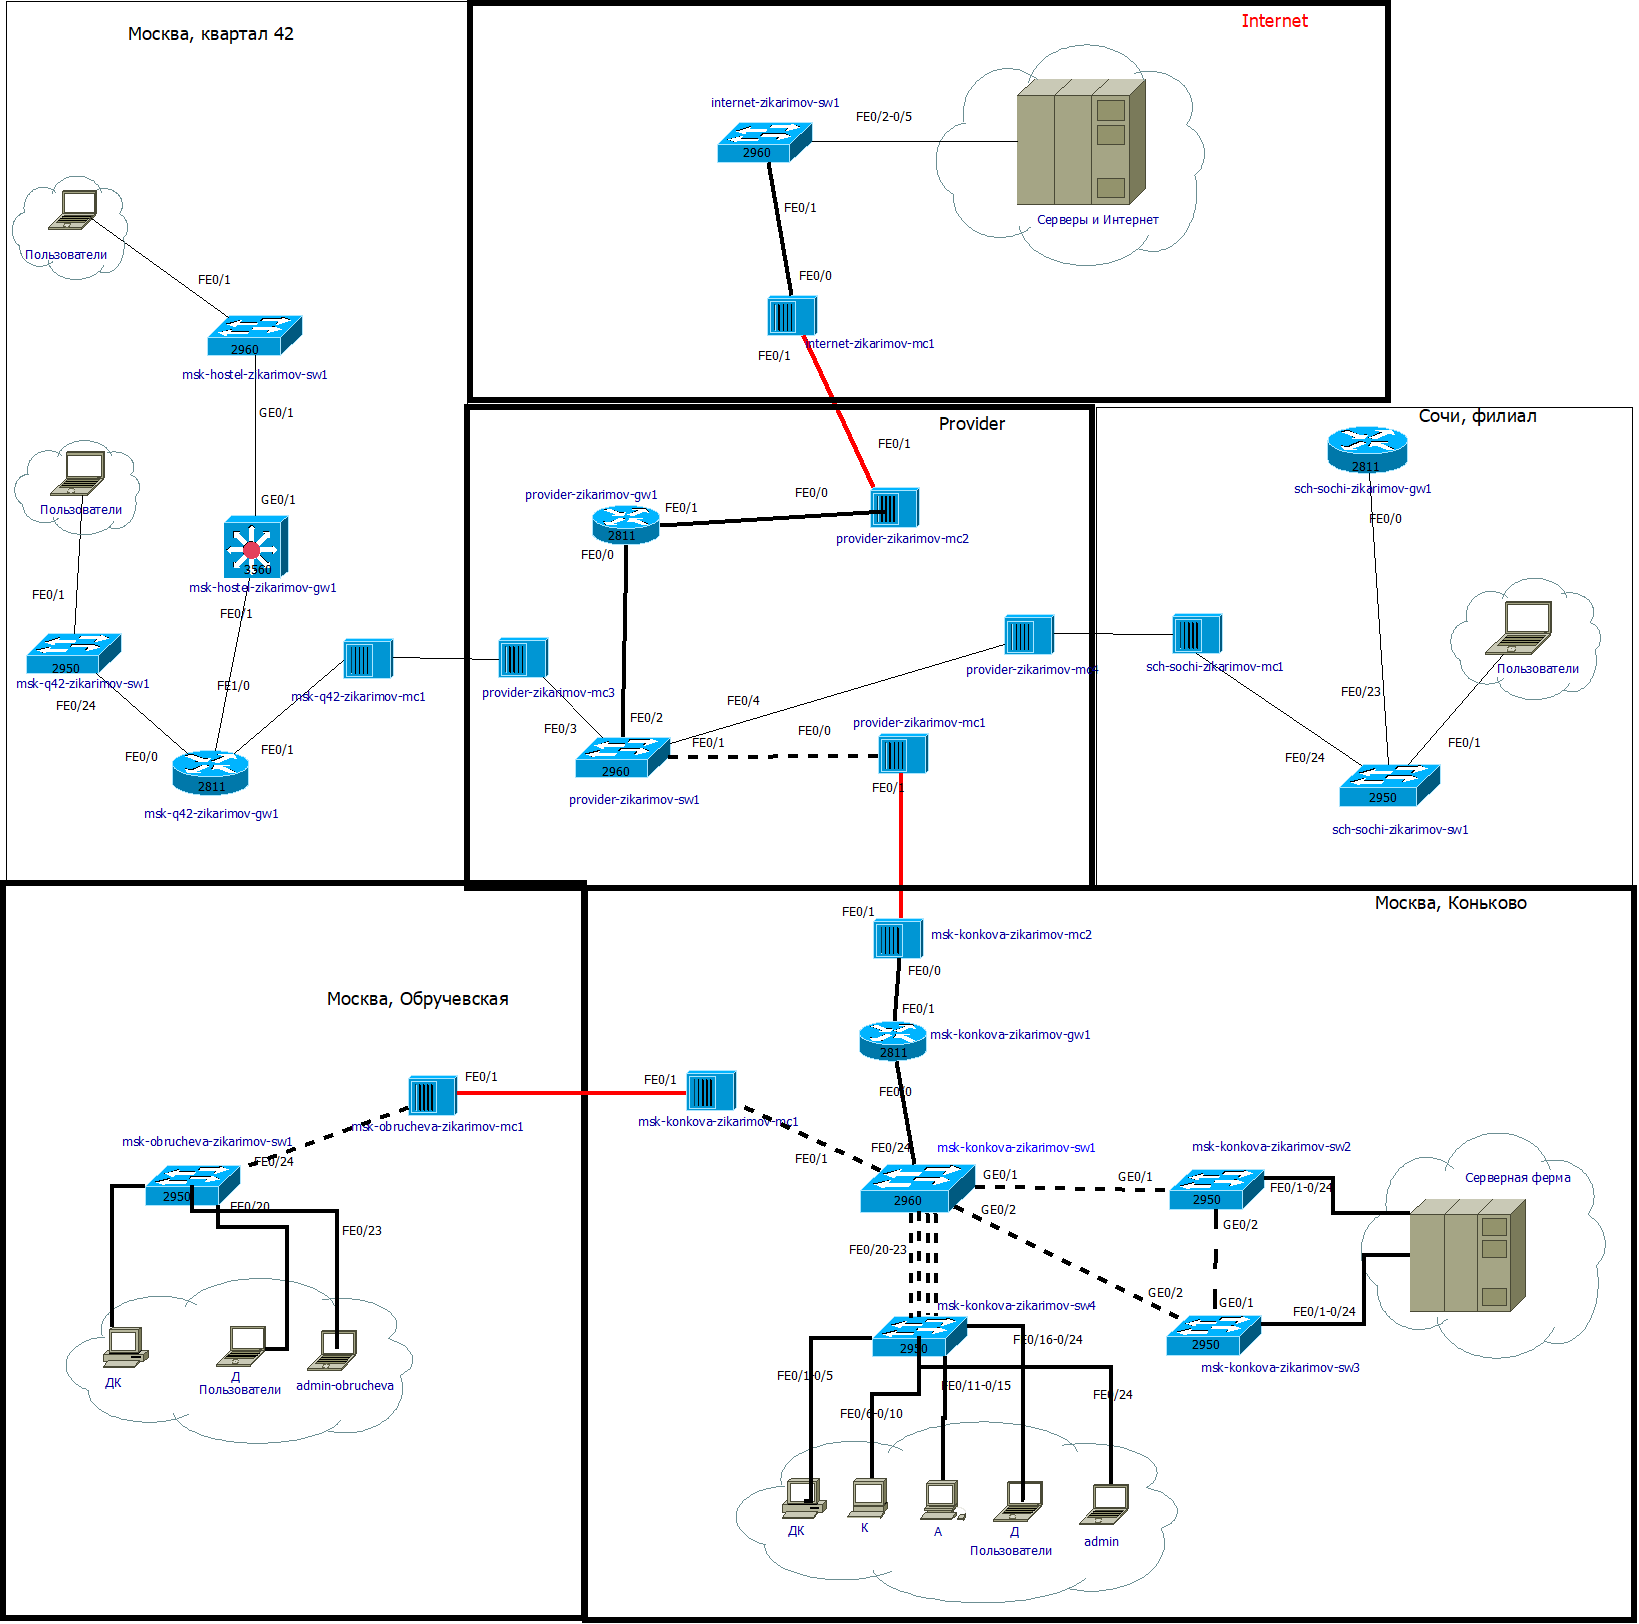 Москва, квартал 42
Пользователи
FE0/1
2960
msk-hostel-zikarimov-sw1
GE0/1
GE0/1
3560
msk-hostel-zikarimov-gw1
FE0/1
Пользователи
FE0/1
2950
msk-q42-zikarimov-sw1
FE0/24
FE1/0
msk-q42-zikarimov-mc1
FE0/0
FE0/1
2811
msk-q42-zikarimov-gw1
Internet
internet-zikarimov-sw1
FE0/2-0/5
2960
Серверы и Интернет
FE0/1
FE0/0
internet-zikarimov-mc1
FE0/1
Provider
FE0/1
provider-zikarimov-gw1
FE0/0
FE0/1
2811
FE0/0
provider-zikarimov-mc2
provider-zikarimov-mc4
provider-zikarimov-mc3
FE0/4
FE0/2
FE0/3
provider-zikarimov-mc1
FE0/0
FE0/1
2960
FE0/1
provider-zikarimov-sw1
Сочи, филиал
2811
sch-sochi-zikarimov-gw1
FE0/0
sch-sochi-zikarimov-mc1
Пользователи
FE0/23
FE0/1
FE0/24
2950
sch-sochi-zikarimov-sw1
Москва, Обручевская
FE0/1
msk-obrucheva-zikarimov-mc1
msk-obrucheva-zikarimov-sw1
FE0/24
2950
FE0/20
FE0/23
ДК
Д
Пользователи
admin-obrucheva
Москва, Коньково
FE0/1
msk-konkova-zikarimov-mc2
FE0/0
FE0/1
msk-konkova-zikarimov-gw1
2811
FE0/0
FE0/1
msk-konkova-zikarimov-mc1
FE0/1
FE0/24
msk-konkova-zikarimov-sw1
2960
GE0/1
GE0/1
msk-konkova-zikarimov-sw2
2950
FE0/1-0/24
Серверная ферма
GE0/2
GE0/2
FE0/20-23
GE0/2
GE0/1
FE0/1-0/24
2950
msk-konkova-zikarimov-sw3
msk-konkova-zikarimov-sw4
2950
FE0/16-0/24
FE0/1-0/5
FE0/11-0/15
FE0/24
FE0/6-0/10
ДК
К
А
Д
Пользователи
admin